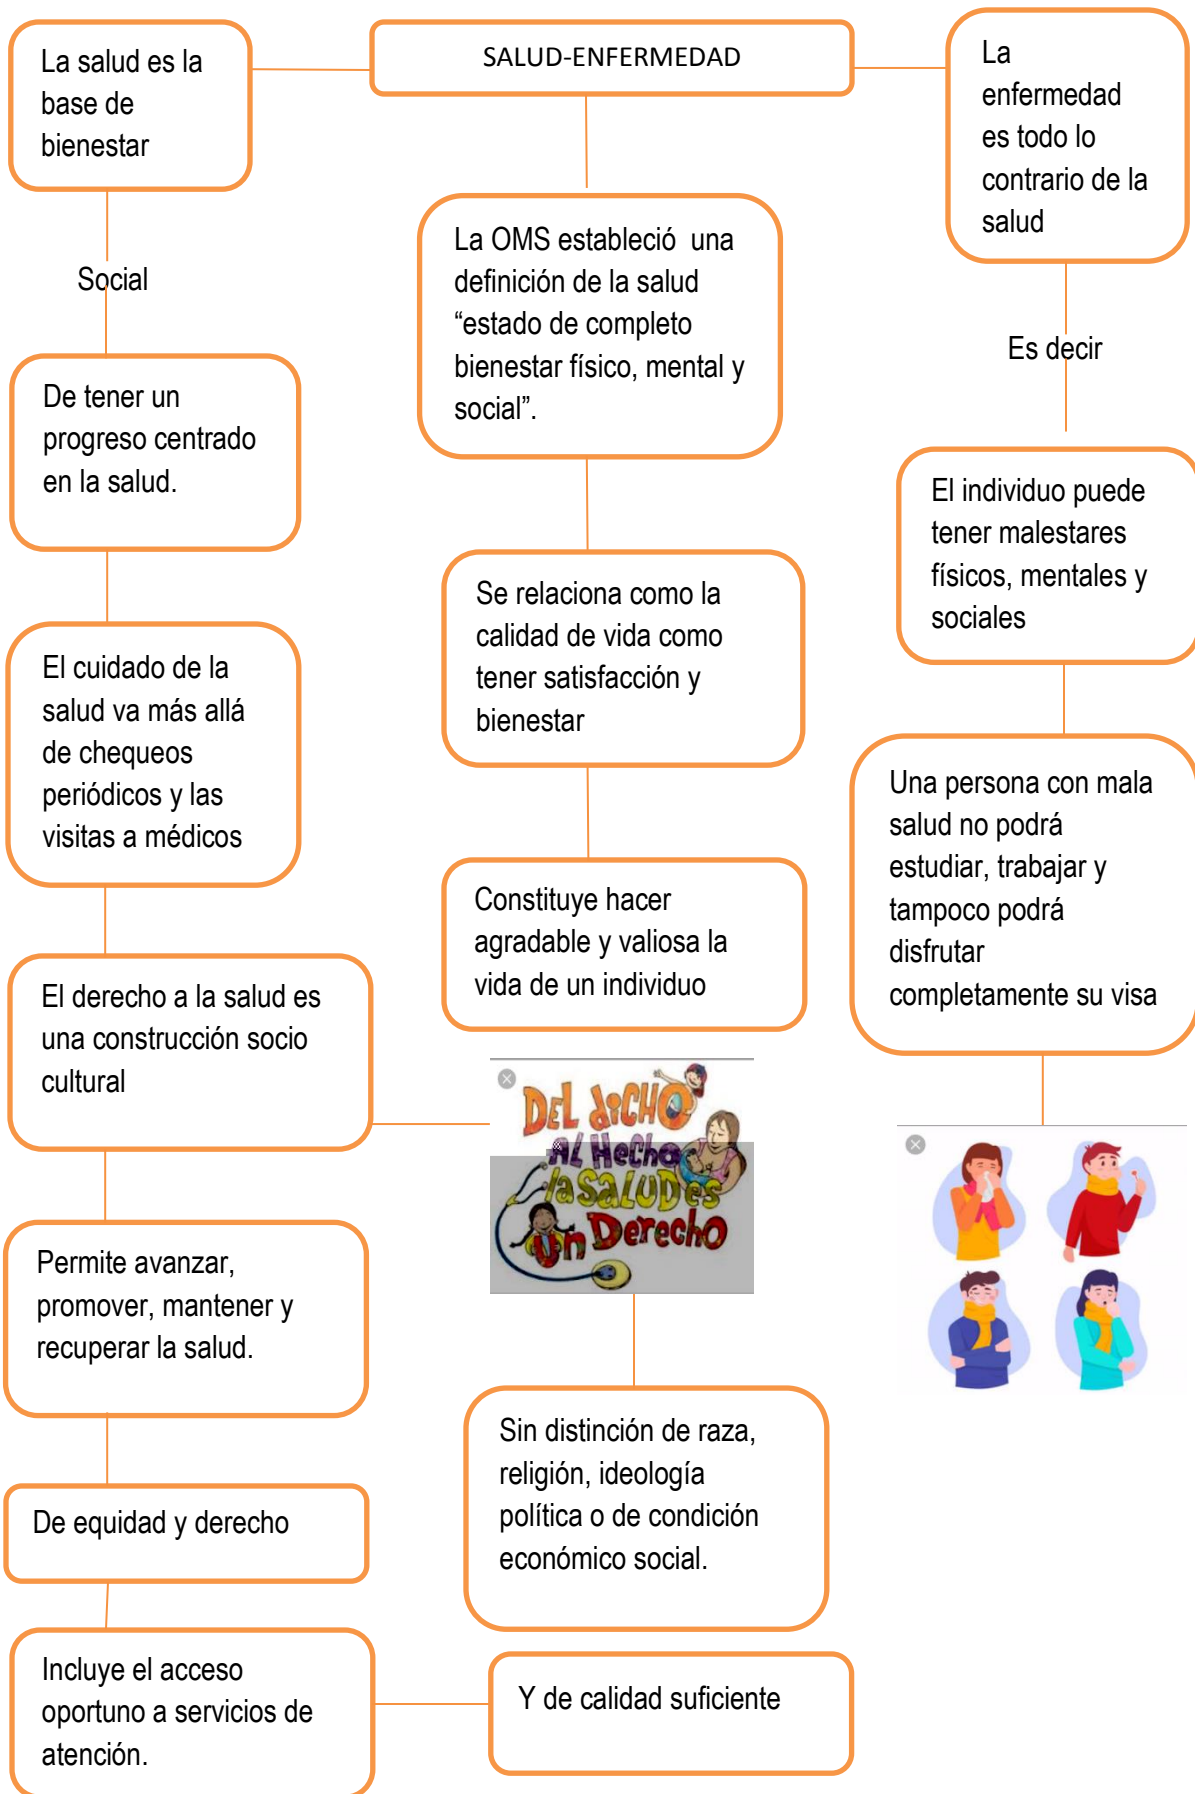 SALUD-ENFERMEDAD
La salud es la
base de
bienestar
Social
De tener un
progreso centrado
en la salud.
El cuidado de la
salud va más allá
de chequeos
periódicos y las
visitas a médicos
El derecho a la salud es
una construcción socio
cultural
Permite avanzar,
promover, mantener y
recuperar la salud.
De equidad y derecho
Incluye el acceso
oportuno a servicios de
atención.
Y de calidad suficiente
La OMS estableció  una
definición de la salud
“estado de completo
bienestar físico, mental y
social”.
Se relaciona como la
calidad de vida como
tener satisfacción y
bienestar
Constituye hacer
agradable y valiosa la
vida de un individuo
DEL dicHO
AL HecHo
la SALUD es
un Derecho
Sin distinción de raza,
religión, ideología
política o de condición
económico social.
La
enfermedad
es todo lo
contrario de la
salud
Es decir
El individuo puede
tener malestares
físicos, mentales y
sociales
Una persona con mala
salud no podrá
estudiar, trabajar y
tampoco podrá
disfrutar
completamente su visa